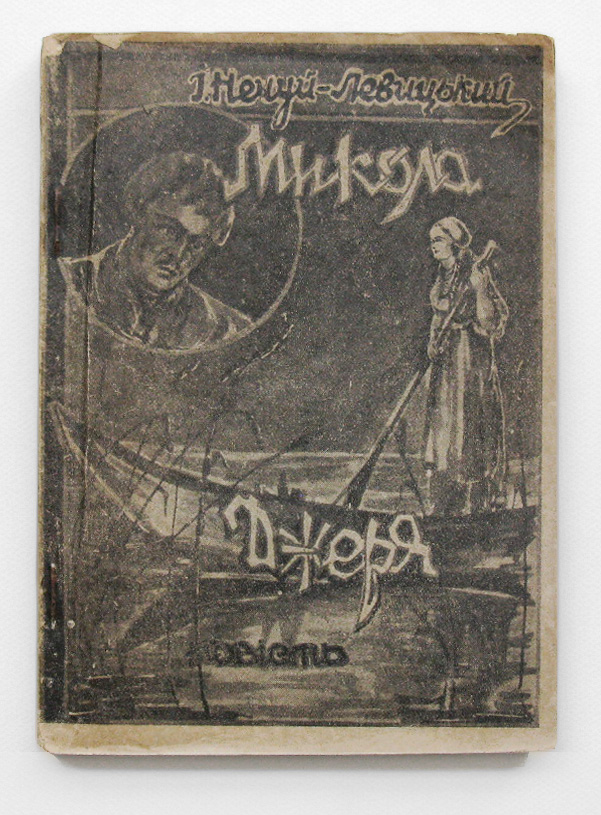 І. Нечуй-Левицький
Микола
Джеря
Повість